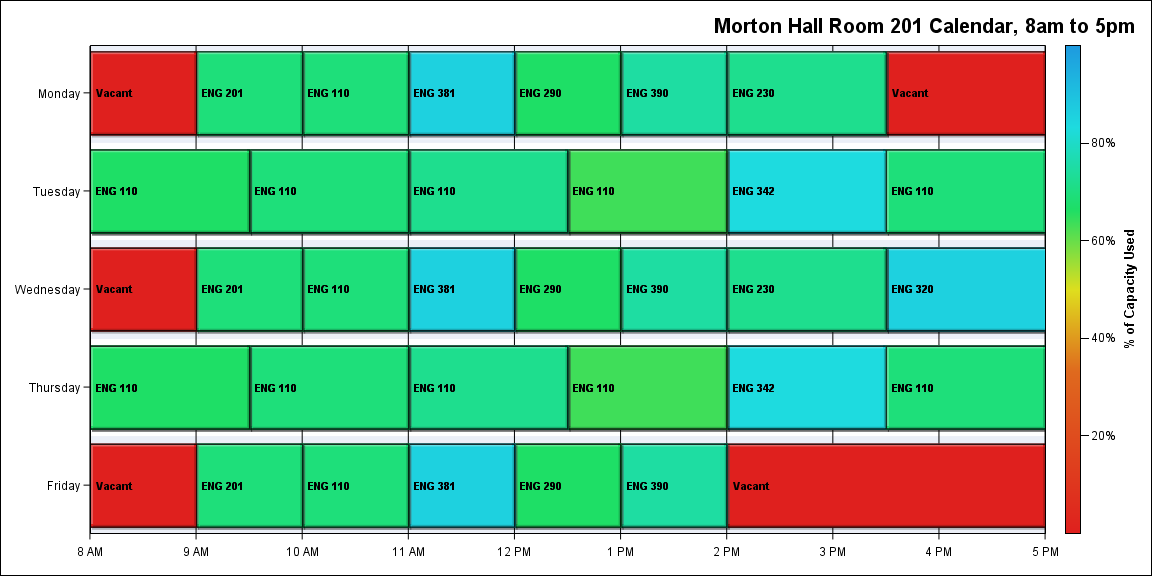 Morton Hall Room 201 Calendar, 8am to 5pm
Monday
Vacant
ENG 201
ENG 110
ENG 381
ENG 290
ENG 390
ENG 230
Vacant
Tuesday
ENG 110
ENG 110
ENG 110
ENG 110
ENG 342
ENG 110
Wednesday
Vacant
ENG 201
ENG 110
ENG 381
ENG 290
ENG 390
ENG 230
ENG 320
Thursday
ENG 110
ENG 110
ENG 110
ENG 110
ENG 342
ENG 110
Friday
Vacant
ENG 201
ENG 110
ENG 381
ENG 290
ENG 390
Vacant
8 AM
9 AM
10 AM
11 AM
12 PM
1 PM
2 PM
3 PM
4 PM
5 PM
80%
60%
40%
20%
% of Capacity Used